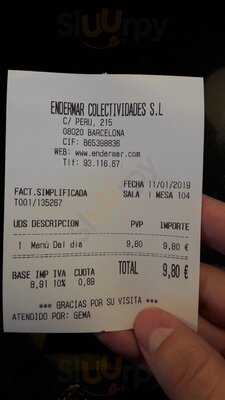 Sluurpy
ENDERMAR COLECTIVIDADES S.L
C/ PERU, 215
08020 BARCELONA
CIF: B65398836
WEB: www.endermar.com
Tlf: 93.116.67
FECHA 11/01/2019
FACT.SIMPLIFICADA SALA 1 MESA 104
T001/135267
UDS DESCRIPCION PVP IMPORTE
1 Menú Del día 9,80 9,80 €
BASE IMP IVA CUOTA TOTAL 9,80 €
8,91 10% 0,89
*** GRACIAS POR SU VISITA ***
ATENDIDO POR: GEMA
Sluurpy